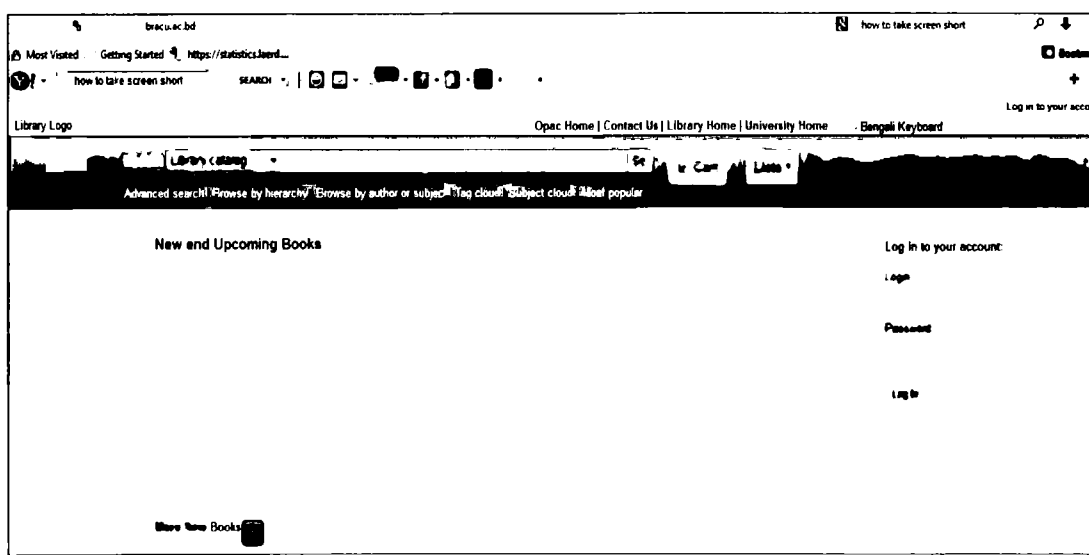 bracu.ac.bd how to take screen short
Most Visited Getting Started https://statistics.laerd....
how to take screen short SEARCH
Log in to your acco
Library Logo Opac Home | Contact Us | Library Home | University Home Bengali Keyboard
Library catalog Se Cart Lists
Advanced search Browse by hierarchy Browse by author or subject Tag cloud Subject cloud Most popular
New end Upcoming Books Log in to your account:
Login
Password
Log In
More New Books